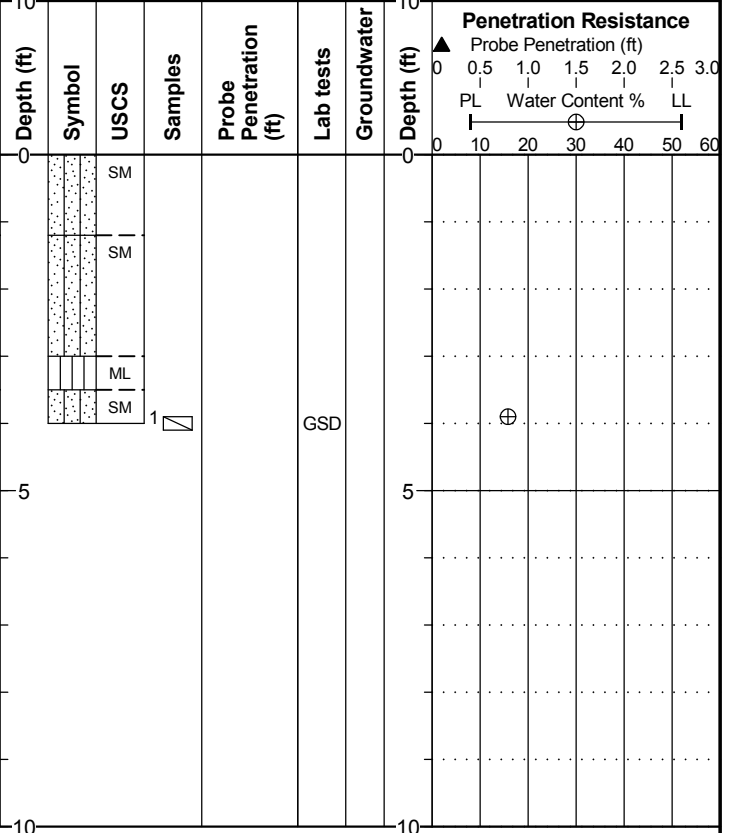 10
10
Depth (ft)
Symbol
USCS
Samples
Probe
Penetration
(ft)
Lab tests
Groundwater
Depth (ft)
Penetration Resistance
▲ Probe Penetration (ft)
0 0.5 1.0 1.5 2.0 2.5 3.0
PL Water Content % LL
0 10 20 30 40 50 60
0
0
SM
SM
ML
SM
1
GSD
5
5
10
10